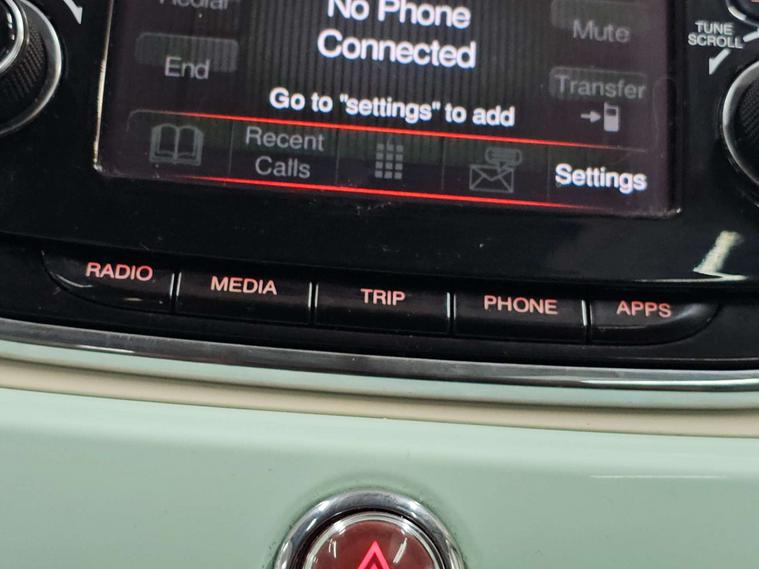 Redial
No Phone
Connected
Mute
TUNE
SCROLL
End
Transfer
Go to "settings" to add
Recent
Calls
Settings
RADIO
MEDIA
TRIP
PHONE
APPS